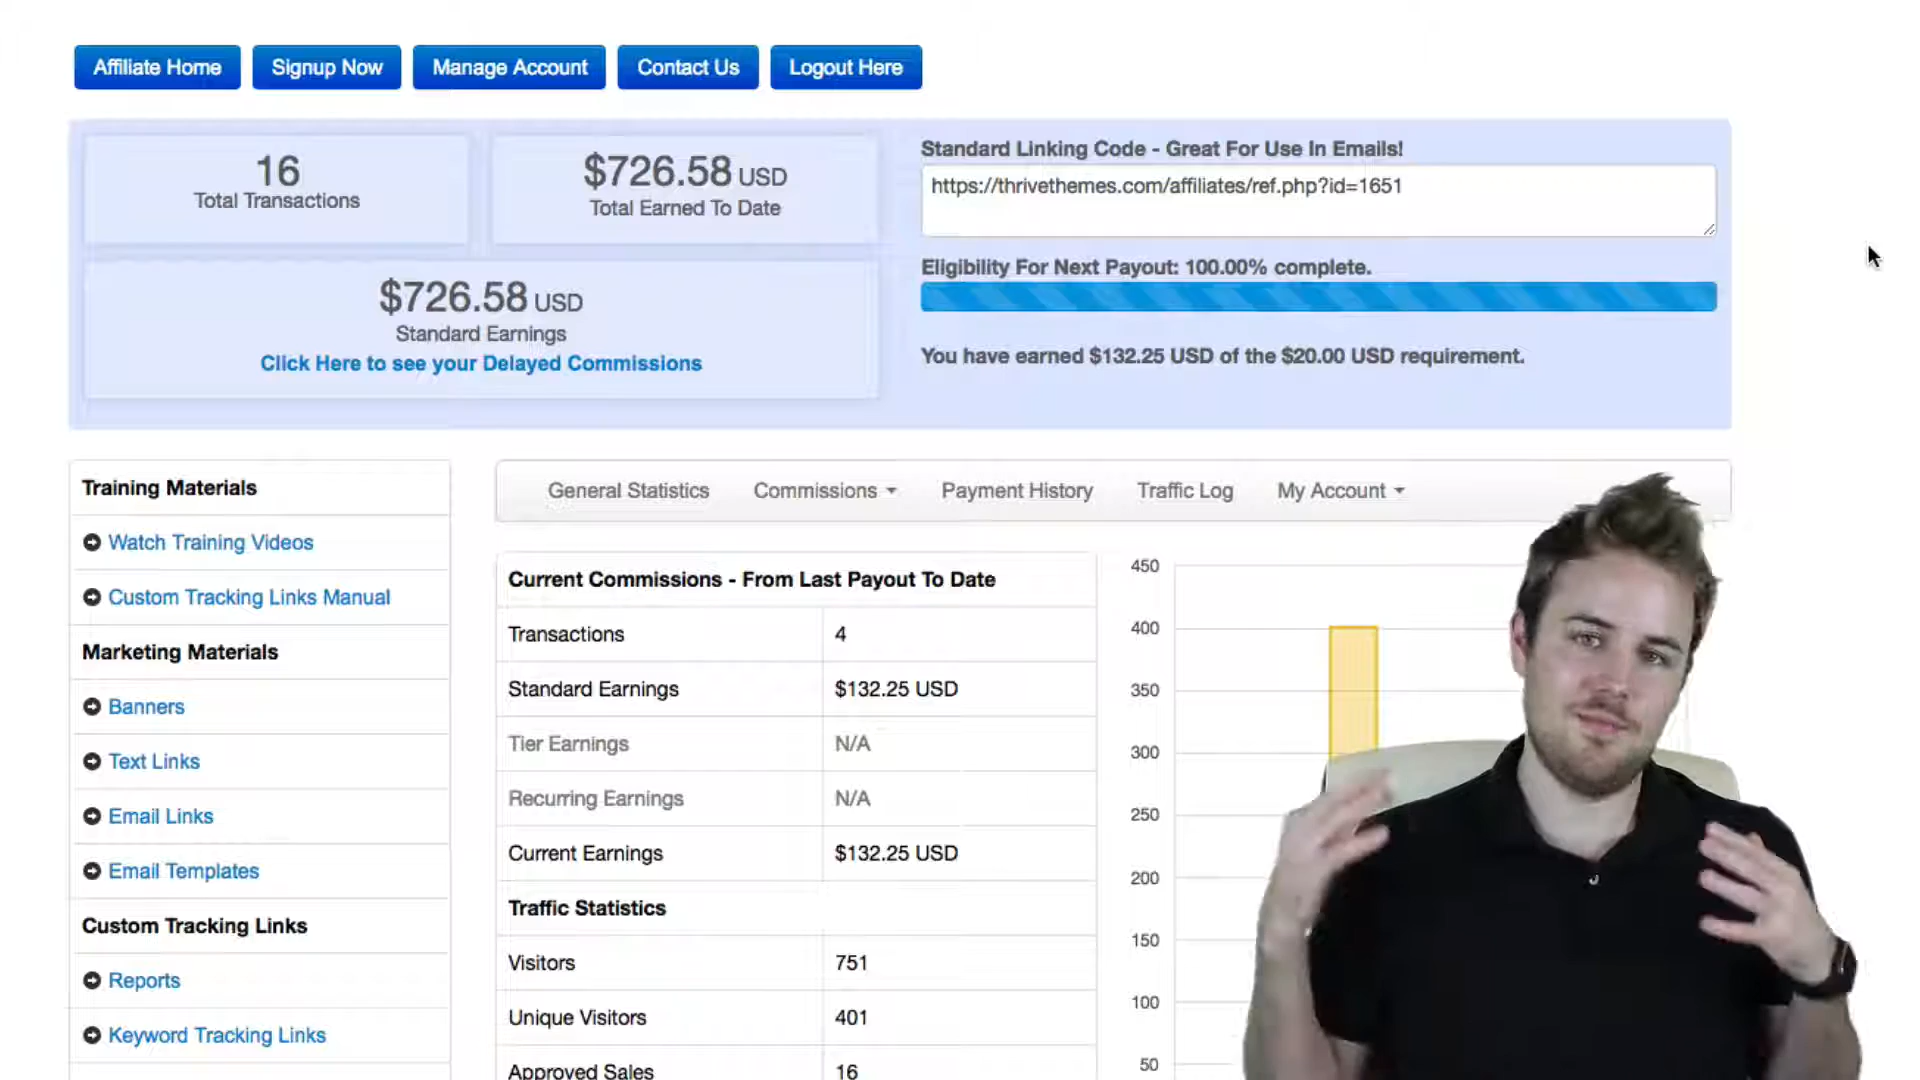 Affiliate Home
Signup Now
Manage Account
Contact Us
Logout Here
16
Total Transactions
$726.58 USD
Total Earned To Date
$726.58 USD
Standard Earnings
Click Here to see your Delayed Commissions
Standard Linking Code - Great For Use In Emails!
https://thrivethemes.com/affiliates/ref.php?id=1651
Eligibility For Next Payout: 100.00% complete.
You have earned $132.25 USD of the $20.00 USD requirement.
Training Materials
Watch Training Videos
Custom Tracking Links Manual
Marketing Materials
Banners
Text Links
Email Links
Email Templates
Custom Tracking Links
Reports
Keyword Tracking Links
General Statistics
Commissions
Payment History
Traffic Log
My Account
Current Commissions - From Last Payout To Date
Transactions 4
Standard Earnings $132.25 USD
Tier Earnings N/A
Recurring Earnings N/A
Current Earnings $132.25 USD
Traffic Statistics
Visitors 751
Unique Visitors 401
Approved Sales 16
450
400
350
300
250
200
150
100
50